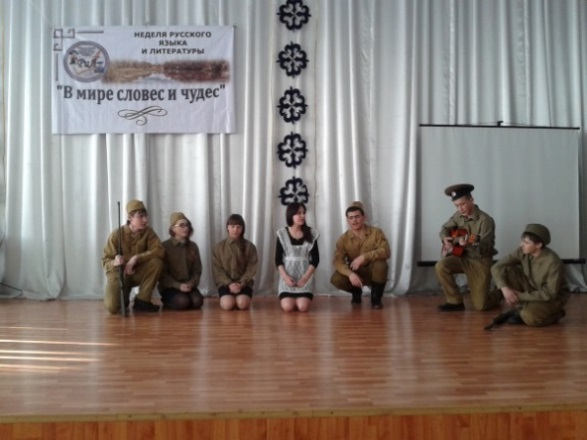 НЕДЕЛЯ РУССКОГО
ЯЗЫКА
И ЛИТЕРАТУРЫ
"В мире словес и чудес"